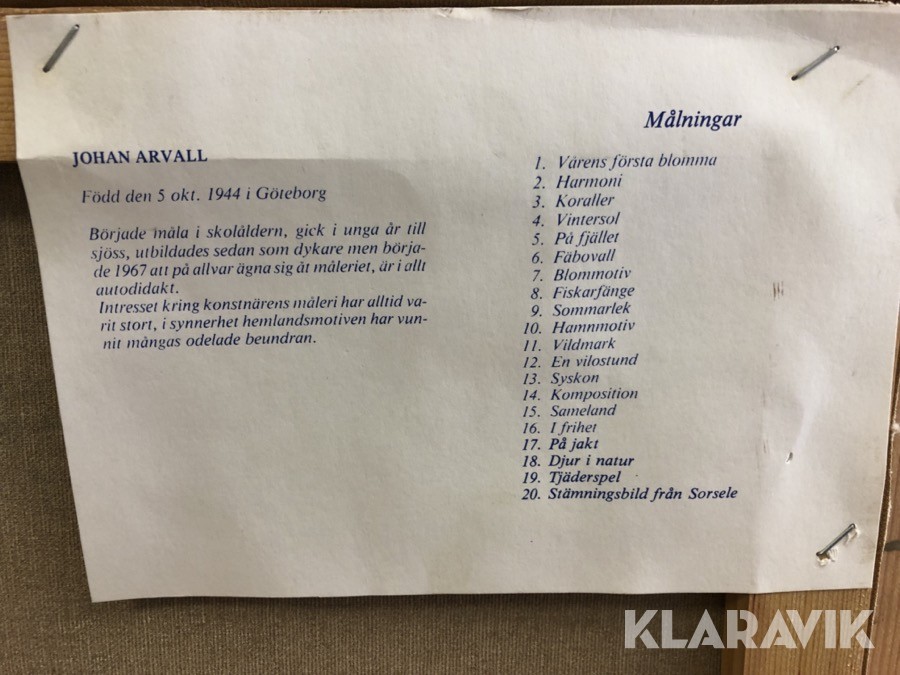 JOHAN ARVALL
Född den 5 okt. 1944 i Göteborg
Började måla i skolåldern, gick i unga år till
sjöss, utbildades sedan som dykare men börja-
de 1967 att på allvar ägna sig åt måleriet, är i allt
autodidakt.
Intresset kring konstnärens måleri har alltid va-
rit stort, i synnerhet hemlandsmotiven har vun-
nit mångas odelade beundran.
Målningar
1. Vårens första blomma
2. Harmoni
3. Koraller
4. Vintersol
5. På fjället
6. Fäbovall
7. Blommotiv
8. Fiskarfänge
9. Sommarlek
10. Hamnmotiv
11. Vildmark
12. En vilostund
13. Syskon
14. Komposition
15. Sameland
16. I frihet
17. På jakt
18. Djur i natur
19. Tjäderspel
20. Stämningsbild från Sorsele
KLARAVIK